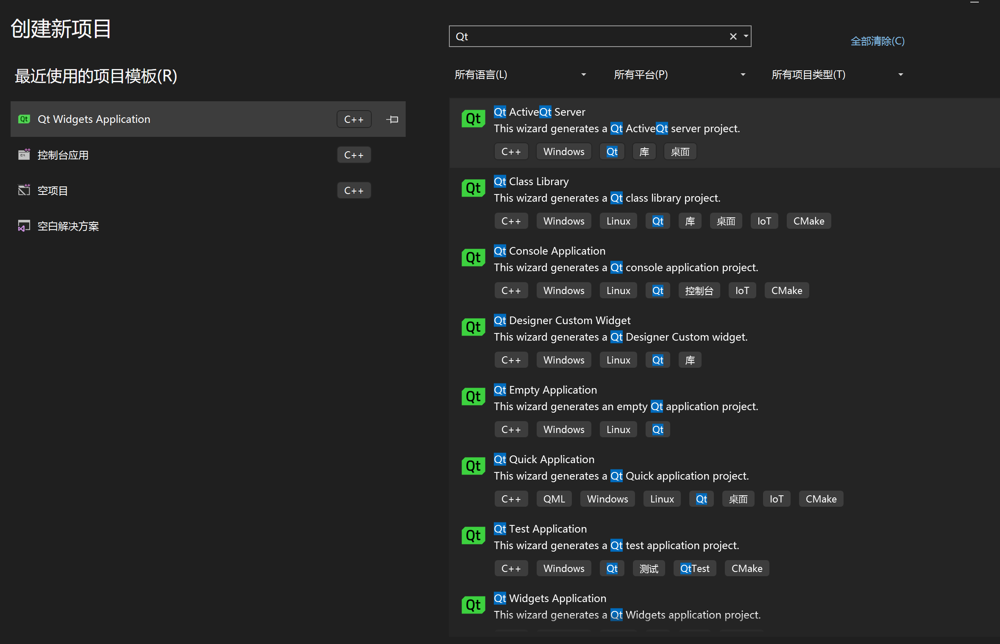 创建新项目
最近使用的项目模板(R)
Qt Widgets Application C++
控制台应用 C++
空项目 C++
空白解决方案
Qt
全部清除(C)
所有语言(L) 所有平台(P) 所有项目类型(T)
Qt ActiveQt Server
This wizard generates a Qt ActiveQt server project.
C++ Windows Qt 库 桌面
Qt Class Library
This wizard generates a Qt class library project.
C++ Windows Linux Qt 库 桌面 IoT CMake
Qt Console Application
This wizard generates a Qt console application project.
C++ Windows Linux Qt 控制台 IoT CMake
Qt Designer Custom Widget
This wizard generates a Qt Designer Custom widget.
C++ Windows Linux Qt 库
Qt Empty Application
This wizard generates an empty Qt application project.
C++ Windows Linux Qt
Qt Quick Application
This wizard generates a Qt Quick application project.
C++ QML Windows Linux Qt 桌面 IoT CMake
Qt Test Application
This wizard generates a Qt test application project.
C++ Windows Qt 测试 QtTest CMake
Qt Widgets Application
This wizard generates a Qt Widgets application project.